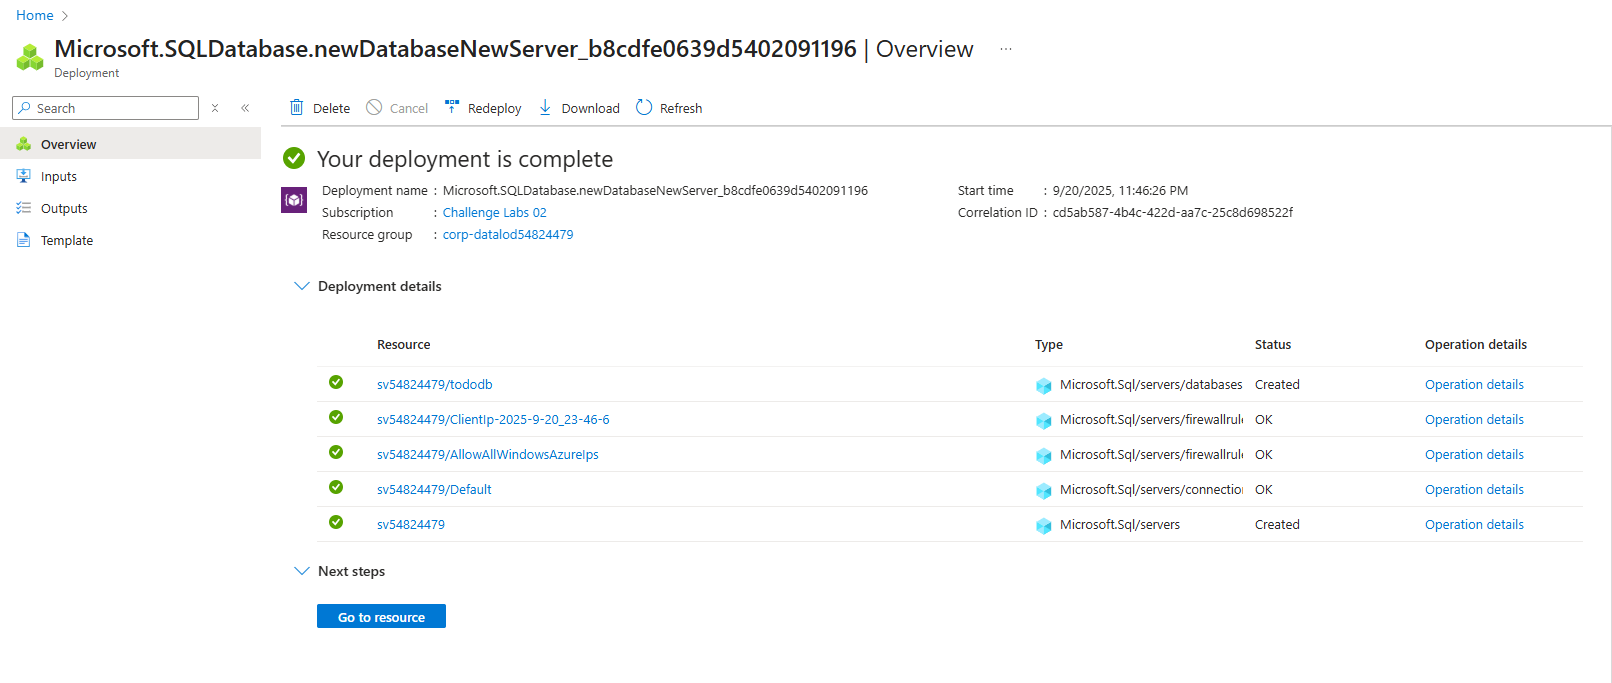 Home
Microsoft.SQLDatabase.newDatabaseNewServer_b8cdfe0639d5402091196 | Overview ...
Deployment
Search
Overview
Inputs
Outputs
Template
Delete Cancel Redeploy Download Refresh
Your deployment is complete
Deployment name : Microsoft.SQLDatabase.newDatabaseNewServer_b8cdfe0639d5402091196 Start time : 9/20/2025, 11:46:26 PM
Subscription : Challenge Labs 02 Correlation ID : cd5ab587-4b4c-422d-aa7c-25c8d698522f
Resource group : corp-datalod54824479
Deployment details
Resource Type Status Operation details
sv54824479/tododb Microsoft.Sql/servers/databases Created Operation details
sv54824479/ClientIp-2025-9-20_23-46-6 Microsoft.Sql/servers/firewallrul OK Operation details
sv54824479/AllowAllWindowsAzureIps Microsoft.Sql/servers/firewallrul OK Operation details
sv54824479/Default Microsoft.Sql/servers/connection OK Operation details
sv54824479 Microsoft.Sql/servers Created Operation details
Next steps
Go to resource